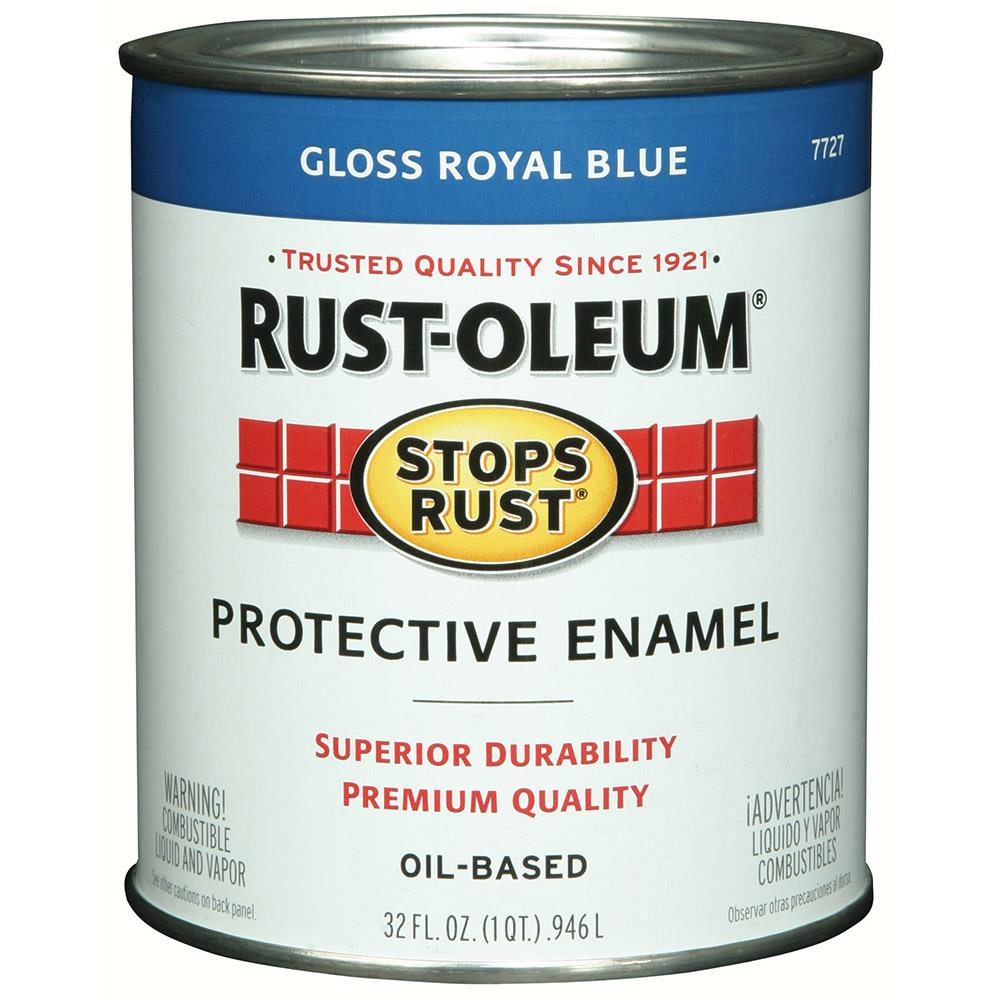 GLOSS ROYAL BLUE
7727
• TRUSTED QUALITY SINCE 1921 •
RUST-OLEUM®
STOPS
RUST®
PROTECTIVE ENAMEL
SUPERIOR DURABILITY
PREMIUM QUALITY
WARNING!
COMBUSTIBLE
LIQUID AND VAPOR
See other cautions on back panel.
OIL-BASED
32 FL. OZ. (1 QT.) .946 L
¡ADVERTENCIA!
LIQUIDO Y VAPOR
COMBUSTIBLES
Observar otras precauciones al dorso.